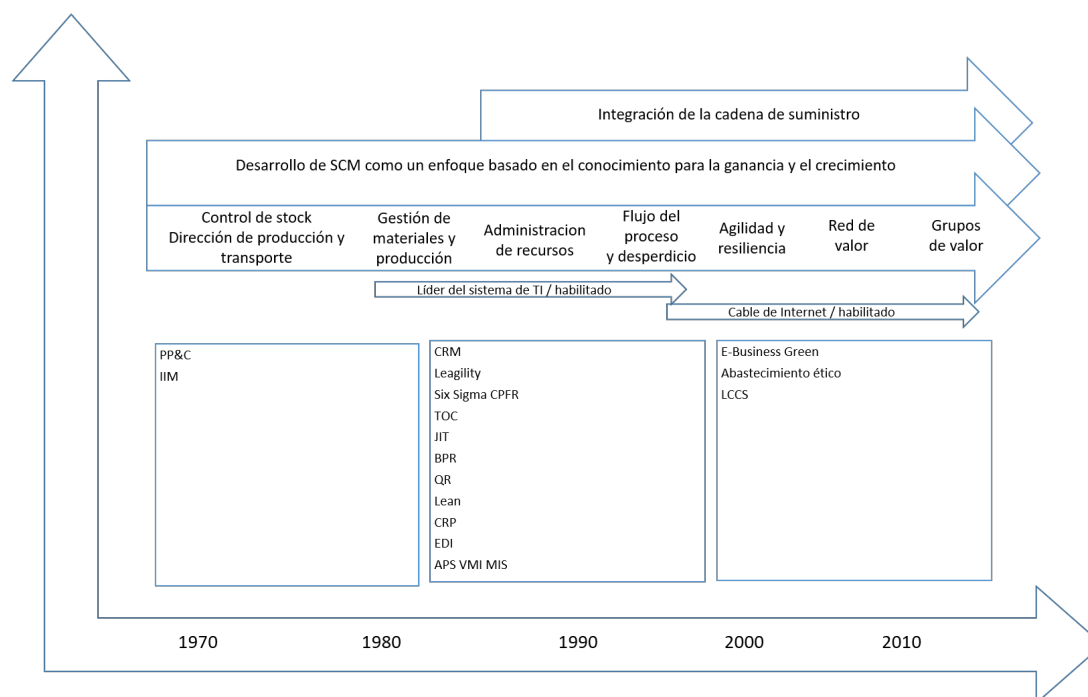 Integración de la cadena de suministro
Desarrollo de SCM como un enfoque basado en el conocimiento para la ganancia y el crecimiento
Control de stock
Dirección de producción y
transporte
Gestión de
materiales y
producción
Administracion
de recursos
Flujo del
proceso
y desperdicio
Agilidad y
resiliencia
Red de
valor
Grupos
de valor
Líder del sistema de TI / habilitado
Cable de Internet / habilitado
PP&C
IIM
CRM
Leagility
Six Sigma CPFR
TOC
JIT
BPR
QR
Lean
CRP
EDI
APS VMI MIS
E-Business Green
Abastecimiento ético
LCCS
1970
1980
1990
2000
2010